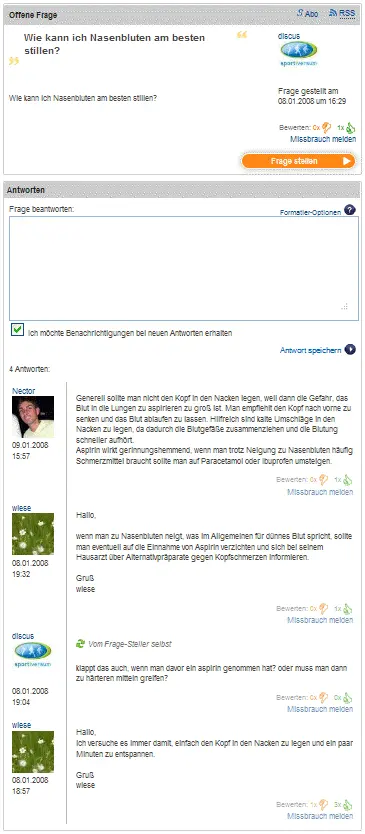 Offene Frage
Abo
RSS
Wie kann ich Nasenbluten am besten
stillen?
discus
sportiversum
Wie kann ich Nasenbluten am besten stillen?
Frage gestellt am
08.01.2008 um 16:29
Bewerten: 0x 1x
Missbrauch melden
Frage stellen
Antworten
Frage beantworten:
Formatier-Optionen ?
Ich möchte Benachrichtigungen bei neuen Antworten erhalten
Antwort speichern
4 Antworten:
Nector
09.01.2008
15:57
Generell sollte man nicht den Kopf in den Nacken legen, weil dann die Gefahr, das
Blut in die Lungen zu aspirieren zu groß ist. Man empfiehlt den Kopf nach vorne zu
senken und das Blut ablaufen zu lassen. Hilfreich sind kalte Umschläge in den
Nacken zu legen, da dadurch die Blutgefäße zusammenziehen und die Blutung
schneller aufhört.
Aspirin wirkt gerinnungshemmend, wenn man trotz Neigung zu Nasenbluten häufig
Schmerzmittel braucht sollte man auf Paracetamol oder Ibuprofen umsteigen.
Bewerten: 0x 1x
Missbrauch melden
wiese
08.01.2008
19:32
Hallo,
wenn man zu Nasenbluten neigt, was im Allgemeinen für dünnes Blut spricht, sollte
man eventuell auf die Einnahme von Aspirin verzichten und sich bei seinem
Hausarzt über Alternativpräparate gegen Kopfschmerzen informieren.
Gruß
wiese
Bewerten: 0x 1x
Missbrauch melden
discus
sportiversum
08.01.2008
19:04
Vom Frage-Steller selbst
klappt das auch, wenn man davor ein aspirin genommen hat? oder muss man dann
zu härteren mitteln greifen?
Bewerten: 0x 0x
Missbrauch melden
wiese
08.01.2008
18:57
Hallo,
Ich versuche es immer damit, einfach den Kopf in den Nacken zu legen und ein paar
Minuten zu entspannen.
Gruß
wiese
Bewerten: 1x 3x
Missbrauch melden